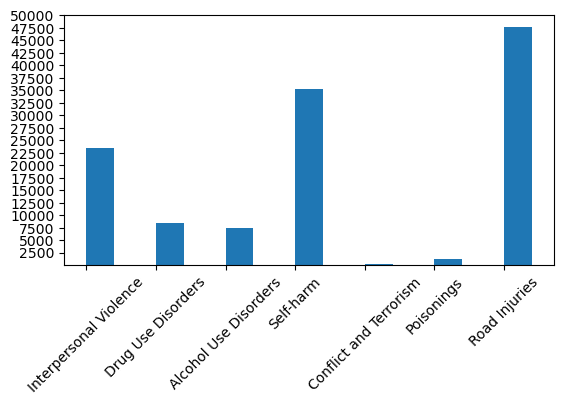 50000
47500
45000
42500
40000
37500
35000
32500
30000
27500
25000
22500
20000
17500
15000
12500
10000
7500
5000
2500
Interpersonal Violence
Drug Use Disorders
Alcohol Use Disorders
Self-harm
Conflict and Terrorism
Poisonings
Road Injuries